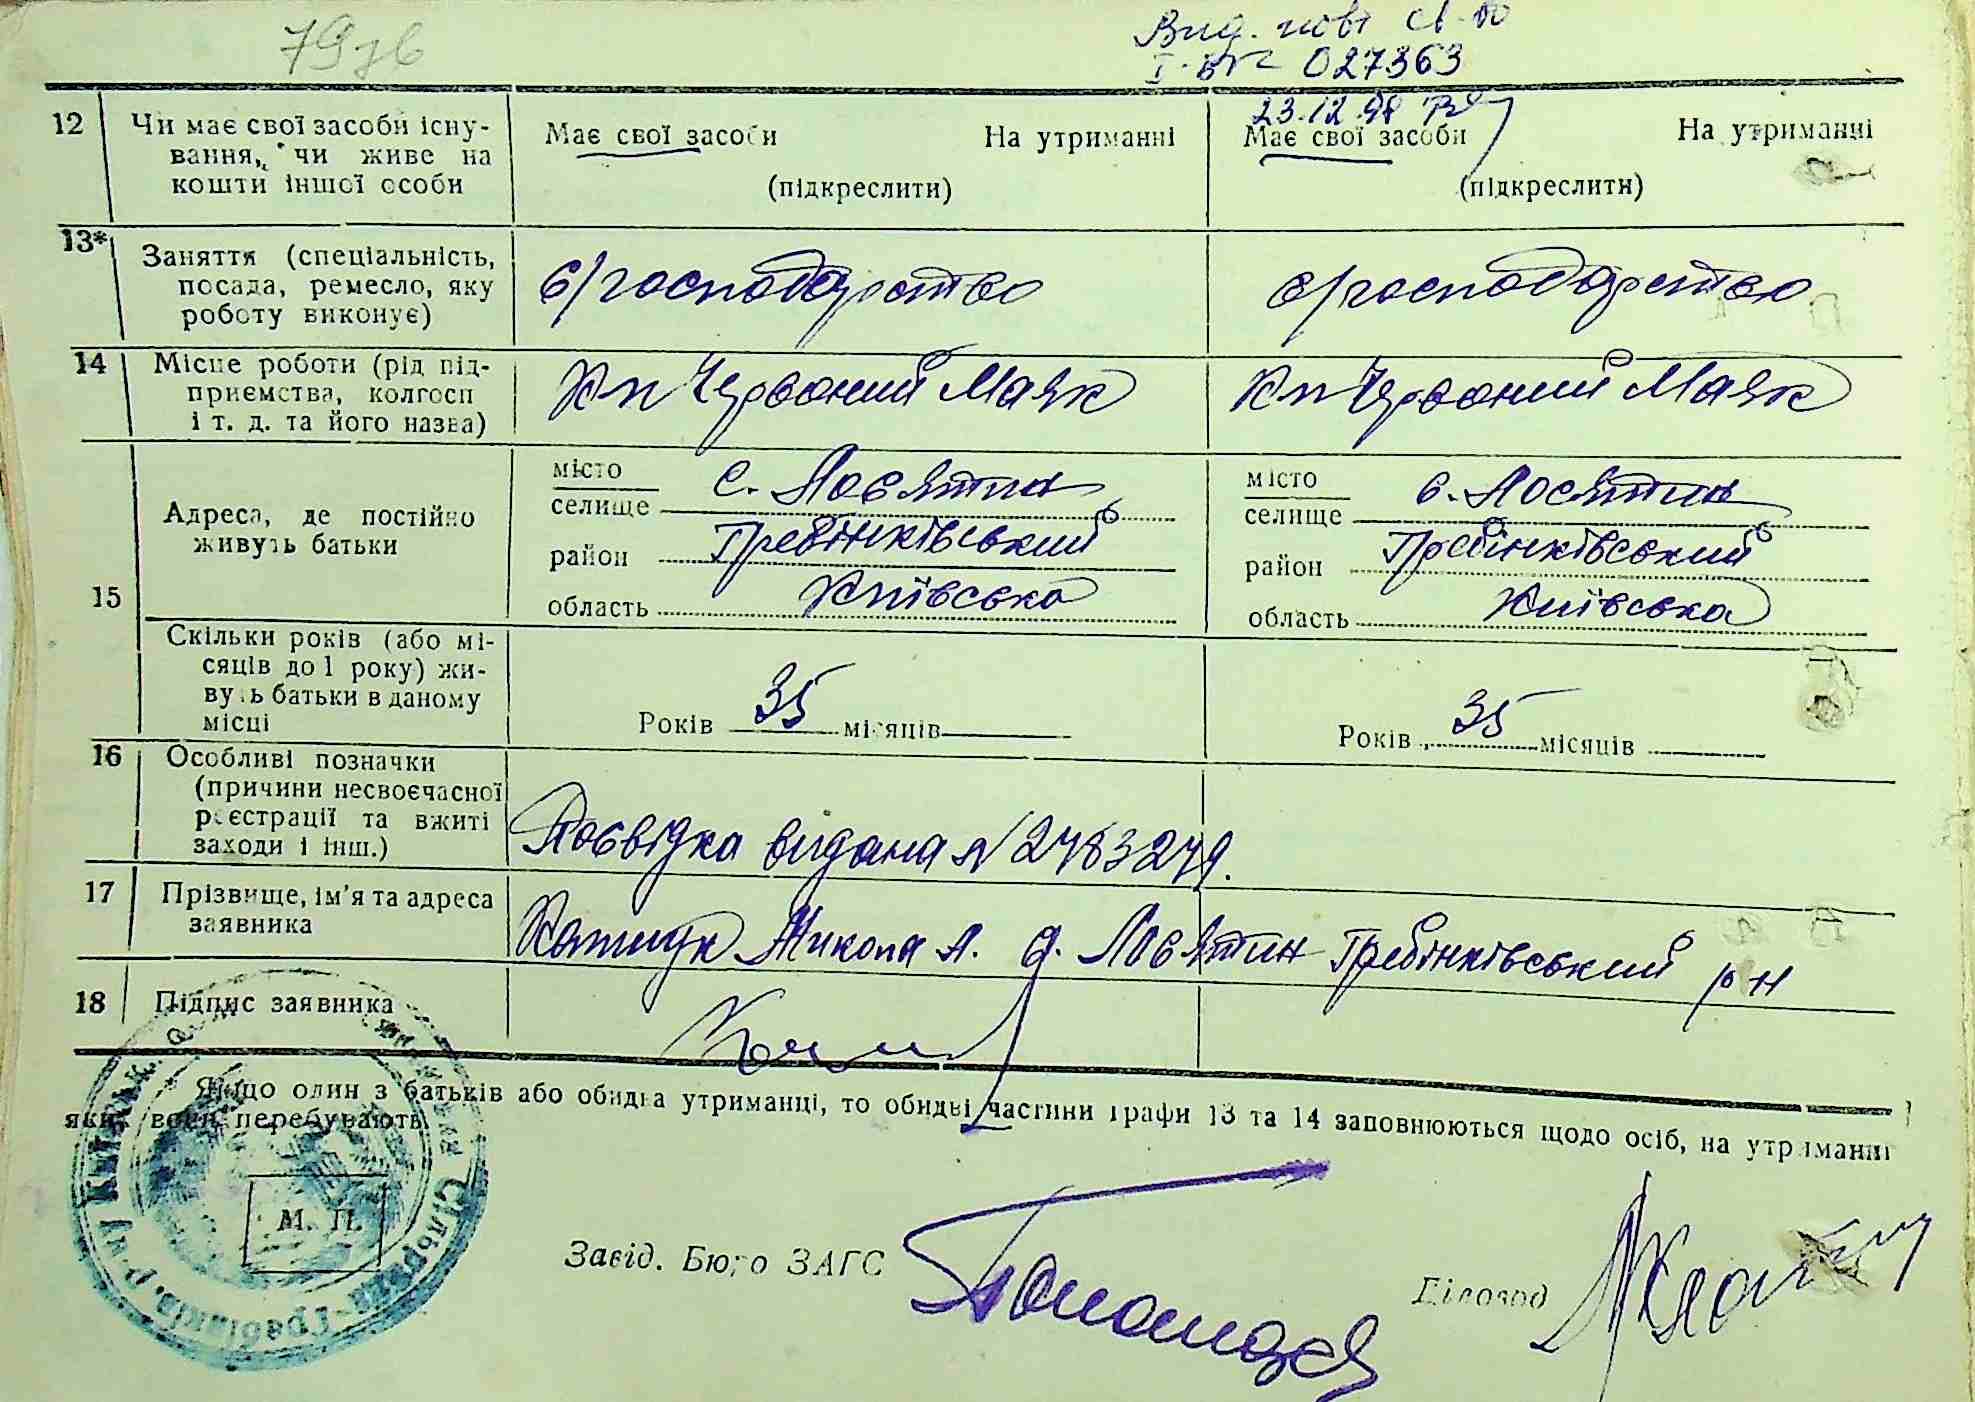 79
Вид. нове св-во
І-БК 027363
23.12.98
12 Чи має свої засоби існу-
вання, чи живе на
кошти іншої особи
Має свої засоби На утриманні
(підкреслити)
Має свої засоби На утриманні
(підкреслити)
13* Заняття (спеціальність,
посада, ремесло, яку
роботу виконує)
с/господарство
с/господарство
14 Місце роботи (рід під-
приємства, колгосп
і т. д. та його назва)
Кп Червоний Маяк
Кп Червоний Маяк
15 Адреса, де постійно
живуть батьки
місто
селище с. Лосятин
район Гребінківський
область Київська
місто
селище с. Лосятин
район Гребінківський
область Київська
Скільки років (або мі-
сяців до 1 року) жи-
вуть батьки в даному
місці
Років 35 місяців
Років 35 місяців
16 Особливі позначки
(причини несвоєчасної
реєстрації та вжиті
заходи і інш.)
Посвідка видана №2783279.
17 Прізвище, ім'я та адреса
заявника
Микола А. с. Лосятин Гребінківський р н
18 Підпис заявника
Якщо один з батьків або обидва утриманці, то обидві частини графи 13 та 14 заповнюються щодо осіб, на утриманні
яких вони перебувають.
М. П.
Завід. Бюро ЗАГС
Діловод